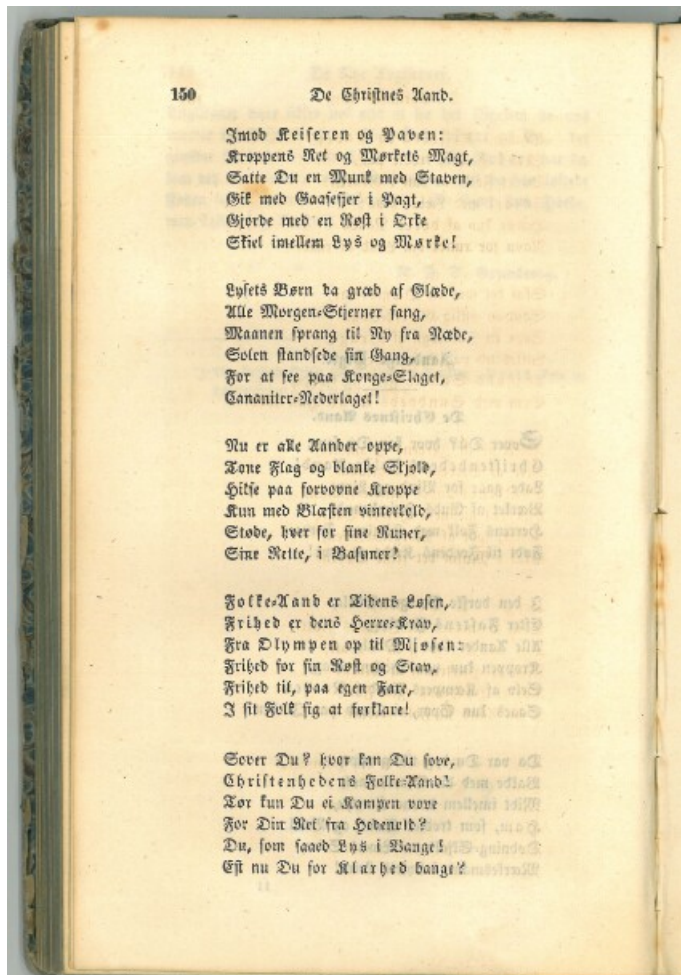 150 De Christnes Aand.
Imod Keiseren og Paven:
Kroppens Ret og Mørkets Magt,
Satte Du en Munk med Staven,
Gik med Gaasefjer i Pagt,
Gjorde med en Røst i Ørke
Skiel imellem Lys og Mørke!
Lysets Børn da græd af Glæde,
Alle Morgen-Stjerner sang,
Maanen sprang til Ny fra Næde,
Solen standsede sin Gang,
For at see paa Konge-Slaget,
Cananiter-Nederlaget!
Nu er alle Aander oppe,
Tone Flag og blanke Skjold,
Hilse paa forvovne Kroppe
Kun med Blæsten vinterkold,
Støde, hver for sine Runer,
Sine Rette, i Basuner!
Folke-Aand er Tidens Løsen,
Frihed er dens Herre-Krav,
Fra Olympen op til Mjøsen:
Frihed for sin Røst og Stav,
Frihed til, paa egen Fare,
I sit Folk sig at forklare!
Sover Du? hvor kan Du sove,
Christenhedens Folke-Aand!
Tør kun Du ei Kampen vove
For Din Ret fra Hedenold?
Du, som saaed Lys i Vange!
Est nu Du for Klarhed bange?